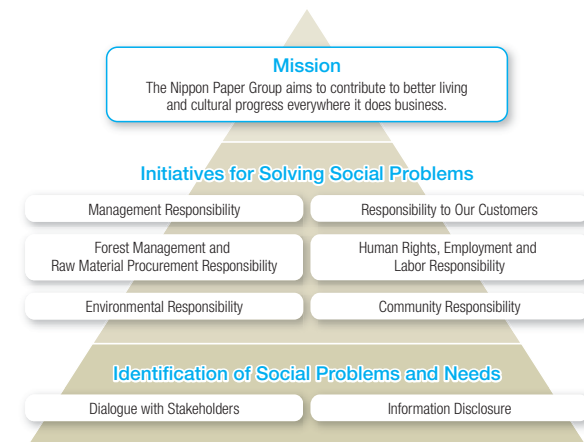 Mission
The Nippon Paper Group aims to contribute to better living
and cultural progress everywhere it does business.
Initiatives for Solving Social Problems
Management Responsibility
Responsibility to Our Customers
Forest Management and
Raw Material Procurement Responsibility
Human Rights, Employment and
Labor Responsibility
Environmental Responsibility
Community Responsibility
Identification of Social Problems and Needs
Dialogue with Stakeholders
Information Disclosure